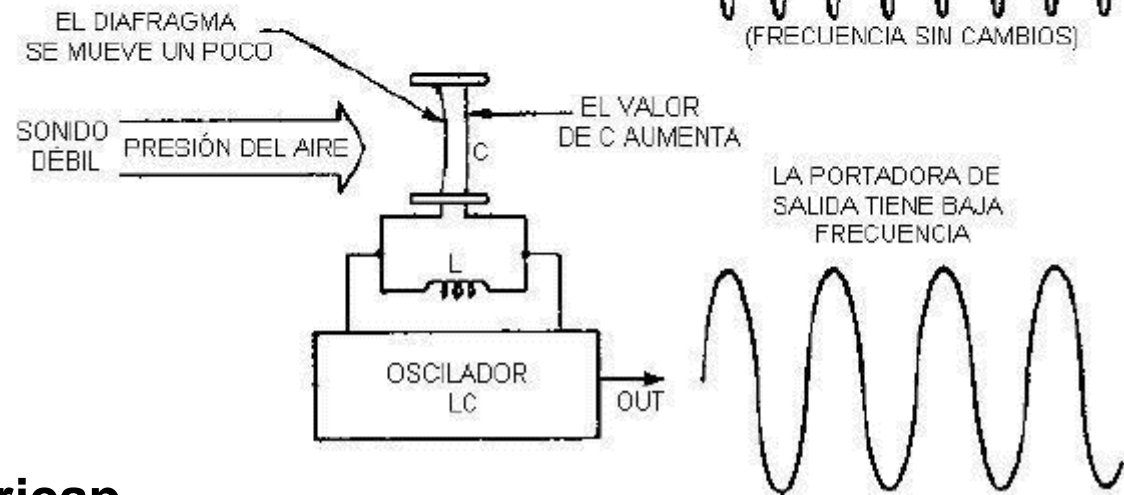 (FRECUENCIA SIN CAMBIOS)
EL DIAFRAGMA
SE MUEVE UN POCO
SONIDO
DÉBIL
PRESIÓN DEL AIRE
C
EL VALOR
DE C AUMENTA
LA PORTADORA DE
SALIDA TIENE BAJA
FRECUENCIA
L
OSCILADOR
LC
OUT